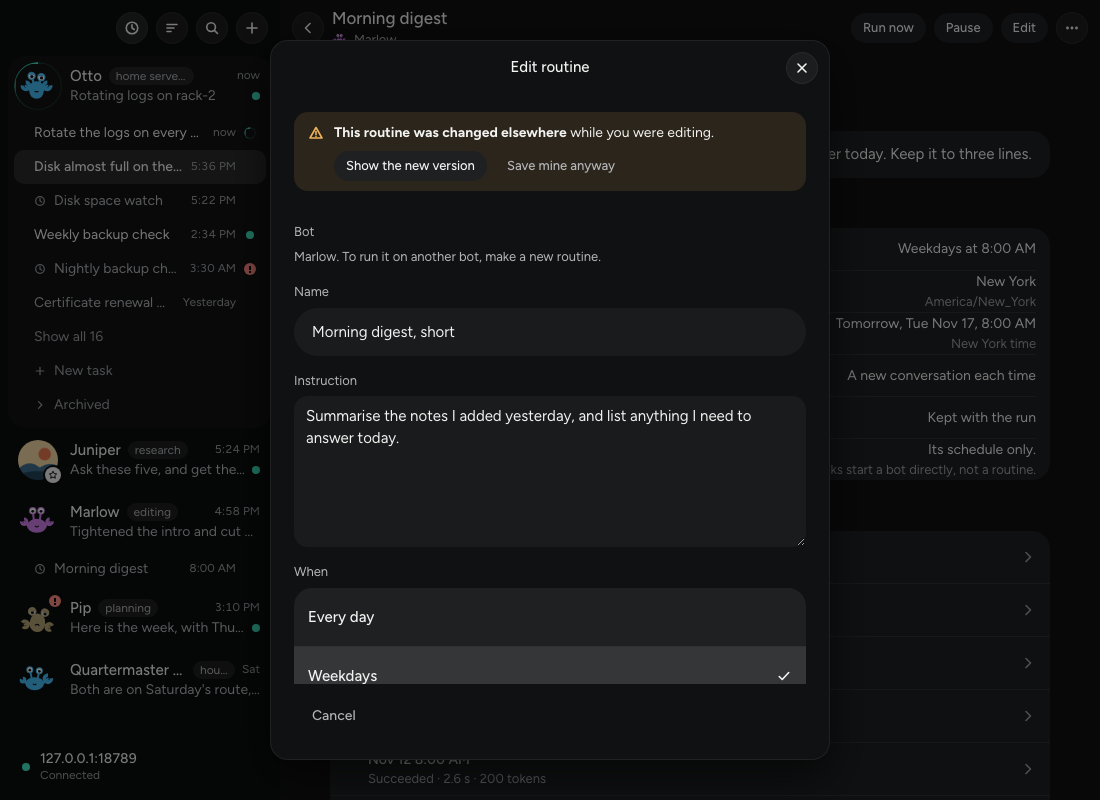 Morning digest
Marlow
Run now
Pause
Edit
Edit routine
Otto
home serve...
now
Rotating logs on rack-2
Rotate the logs on every ...
now
Disk almost full on the...
5:36 PM
Disk space watch
5:22 PM
Weekly backup check
2:34 PM
Nightly backup ch...
3:30 AM
Certificate renewal ...
Yesterday
Show all 16
New task
Archived
Juniper
research
5:24 PM
Ask these five, and get the...
Marlow
editing
4:58 PM
Tightened the intro and cut ...
Morning digest
8:00 AM
Pip
planning
3:10 PM
Here is the week, with Thu...
Quartermaster ...
hou...
Sat
Both are on Saturday's route,...
127.0.0.1:18789
Connected
This routine was changed elsewhere while you were editing.
Show the new version
Save mine anyway
Bot
Marlow. To run it on another bot, make a new routine.
Name
Morning digest, short
Instruction
Summarise the notes I added yesterday, and list anything I need to
answer today.
When
Every day
Weekdays
Cancel
er today. Keep it to three lines.
Weekdays at 8:00 AM
New York
America/New_York
Tomorrow, Tue Nov 17, 8:00 AM
New York time
A new conversation each time
Kept with the run
Its schedule only.
ks start a bot directly, not a routine.
Nov 12 8:00 AM
Succeeded · 2.6 s · 200 tokens